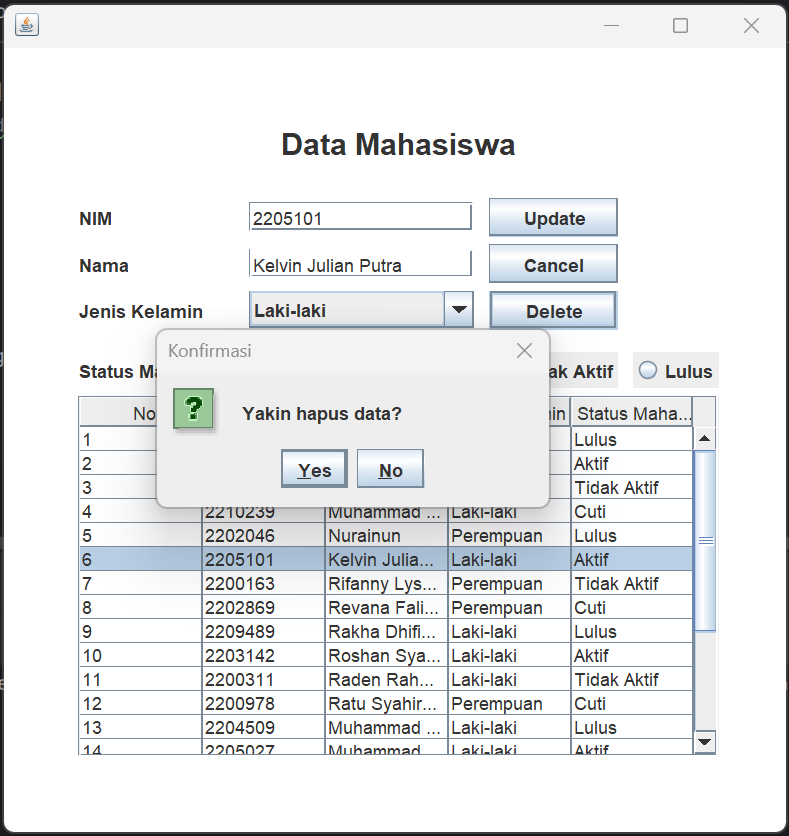 Data Mahasiswa
NIM 2205101 Update
Nama Kelvin Julian Putra Cancel
Jenis Kelamin Laki-laki Delete
Konfirmasi
Status Aktif Lulus
Yakin hapus data?
No Status Maha...
1 Lulus
2 Aktif
Yes No
3 Tidak Aktif
4 2210239 Muhammad ... Laki-laki Cuti
5 2202046 Nurainun Perempuan Lulus
6 2205101 Kelvin Julia... Laki-laki Aktif
7 2200163 Rifanny Lys... Perempuan Tidak Aktif
8 2202869 Revana Fali... Perempuan Cuti
9 2209489 Rakha Dhifi... Laki-laki Lulus
10 2203142 Roshan Sya... Laki-laki Aktif
11 2200311 Raden Rah... Laki-laki Tidak Aktif
12 2200978 Ratu Syahir... Perempuan Cuti
13 2204509 Muhammad ... Laki-laki Lulus
14 2205027 Muhammad ... Laki-laki Aktif